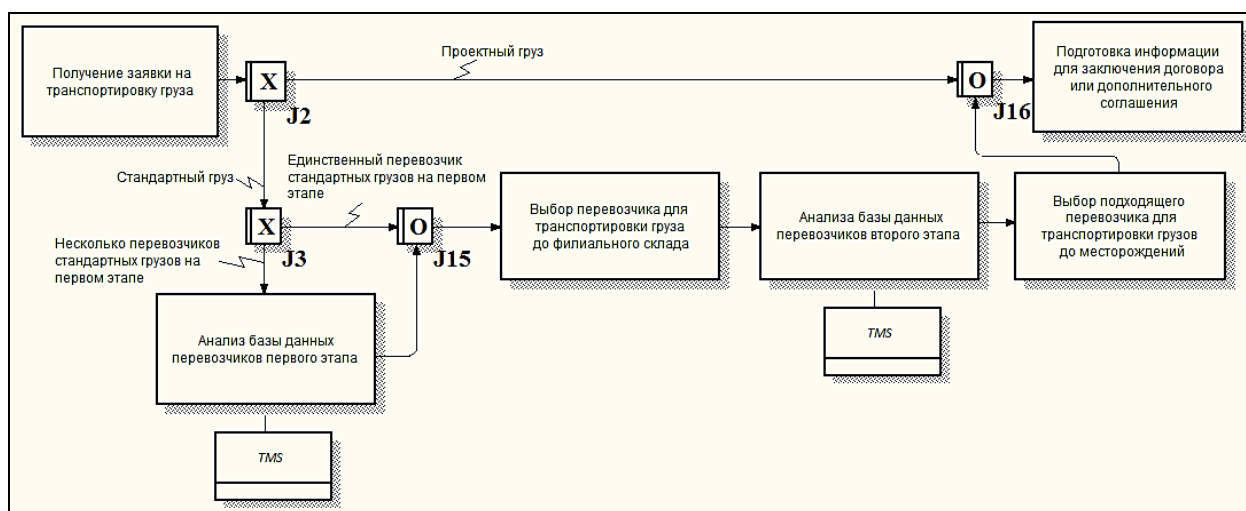 Получение заявки на
транспортировку груза
X
J2
Проектный груз
O
J16
Подготовка информации
для заключения договора
или дополнительного
соглашения
Стандартный груз
Единственный перевозчик
стандартных грузов на первом
этапе
X
J3
O
J15
Несколько перевозчиков
стандартных грузов на
первом этапе
Выбор перевозчика для
транспортировки груза
до филиального склада
Анализа базы данных
перевозчиков второго этапа
Выбор подходящего
перевозчика для
транспортировки грузов
до месторождений
Анализ базы данных
перевозчиков первого этапа
TMS
TMS